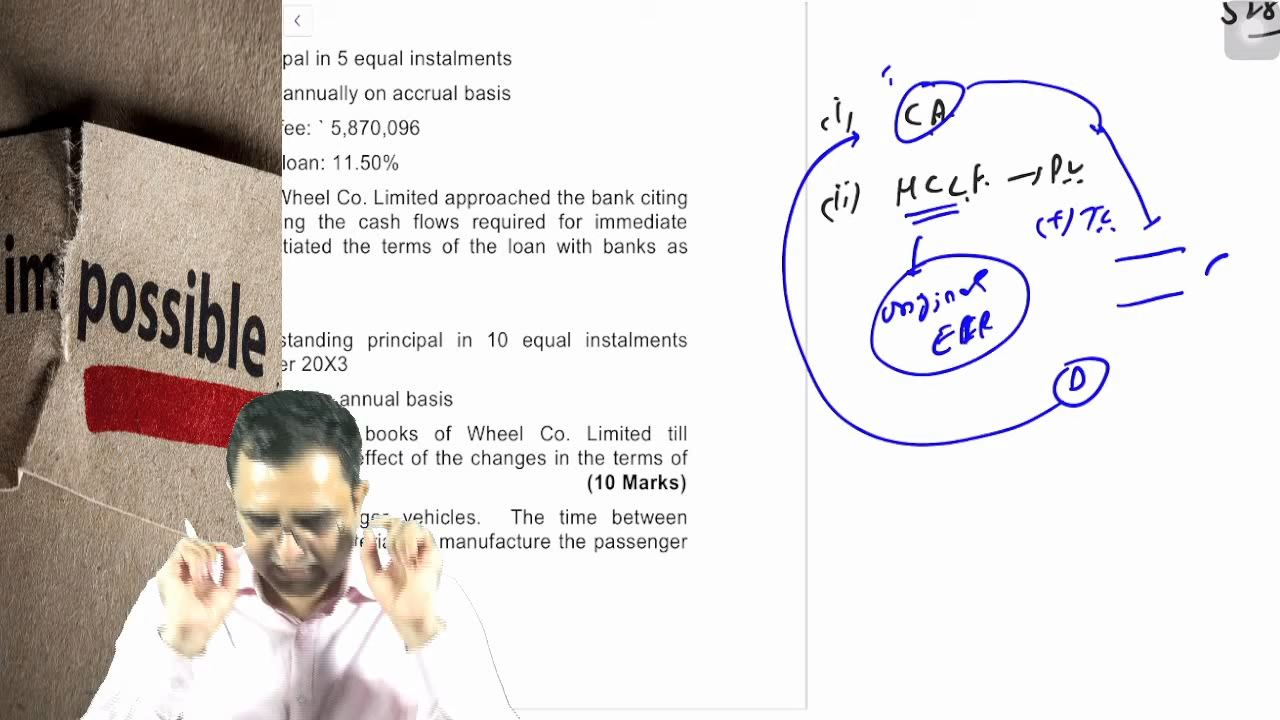 impossible
pal in 5 equal instalments
annually on accrual basis
fee: ` 5,870,096
loan: 11.50%
Wheel Co. Limited approached the bank citing
ng the cash flows required for immediate
tiated the terms of the loan with banks as
standing principal in 10 equal instalments
er 20X3
annual basis
books of Wheel Co. Limited till
effect of the changes in the terms of
(10 Marks)
vehicles. The time between
manufacture the passenger
(i) CA
(ii)
(+) Tc
original
EIR
D